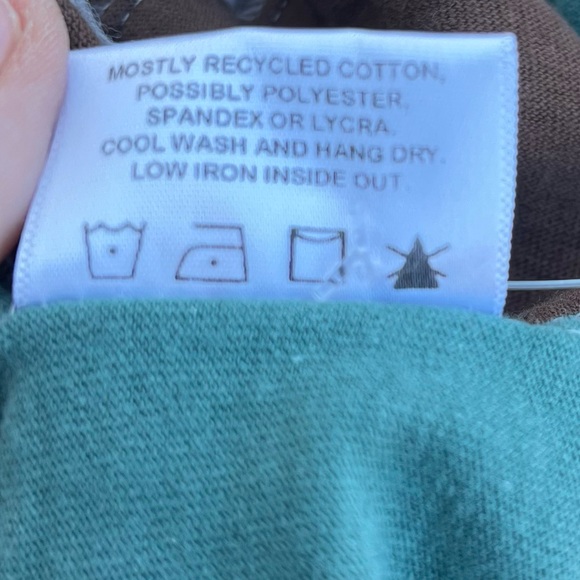 MOSTLY RECYCLED COTTON,
POSSIBLY POLYESTER,
SPANDEX OR LYCRA.
COOL WASH AND HANG DRY.
LOW IRON INSIDE OUT.